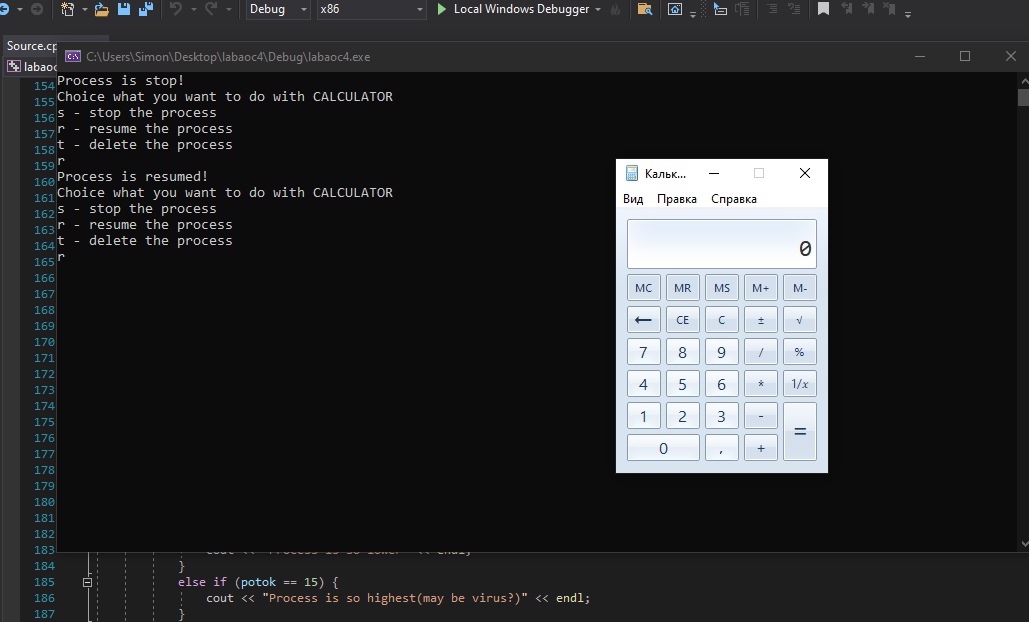 Debug
x86
Local Windows Debugger
Source.cp
labaoc
C:\Users\Simon\Desktop\labaoc4\Debug\labaoc4.exe
Process is stop!
Choice what you want to do with CALCULATOR
s - stop the process
r - resume the process
t - delete the process
r
Process is resumed!
Choice what you want to do with CALCULATOR
s - stop the process
r - resume the process
t - delete the process
r
Кальк...
Вид Правка Справка
0
MC MR MS M+ M-
← CE C ± √
7 8 9 / %
4 5 6 * 1/x
1 2 3 - =
0 , +
154
155
156
157
158
159
160
161
162
163
164
165
166
167
168
169
170
171
172
173
174
175
176
177
178
179
180
181
182
183 cout << "Process is so lower" << endl;
184 }
185 else if (potok == 15) {
186 cout << "Process is so highest(may be virus?)" << endl;
187 }